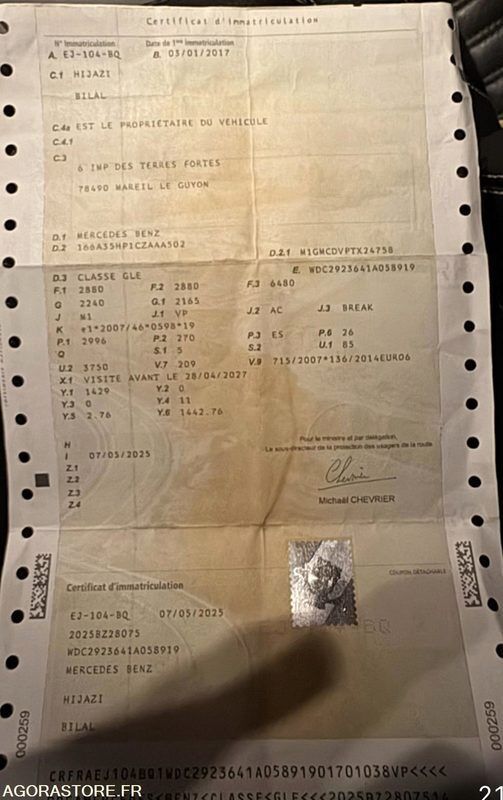 Certificat d'immatriculation
N° Immatriculation Date de 1ère immatriculation
A. EJ-104-BQ B. 03/01/2017
C.1 HIJAZI
BILAL
C.4a EST LE PROPRIÉTAIRE DU VÉHICULE
C.4.1
C.3
6 IMP DES TERRES FORTES
78490 MAREIL LE GUYON
D.1 MERCEDES BENZ
D.2 166A35HP1CZAAA502 D.2.1 M1GMCDVPTX24758
D.3 CLASSE GLE E. WDC2923641A058919
F.1 2880 F.2 2880 F.3 6480
G 2240 G.1 2165
J M1 J.1 VP J.2 AC J.3 BREAK
K e1*2007/46*0598*19
P.1 2996 P.2 270 P.3 ES P.6 26
Q S.1 5 S.2 U.1 85
U.2 3750 V.7 209 V.9 715/2007*136/2014EURO6
X.1 VISITE AVANT LE 28/04/2027
Y.1 1429 Y.2 0
Y.3 0 Y.4 11
Y.5 2.76 Y.6 1442.76
H
I 07/05/2025
Z.1
Z.2
Z.3
Z.4
Pour le ministre et par délégation,
Le sous-directeur de la protection des usagers de la route
Chevrier
Michaël CHEVRIER
COUPON DÉTACHABLE
Certificat d'immatriculation
EJ-104-BQ 07/05/2025
2025BZ28075
WDC2923641A058919
MERCEDES BENZ
HIJAZI
BILAL
000259
000259
CRFRAEJ104BQ1WDC2923641A05891901701038VP<<<<
AGORASTORE.FR